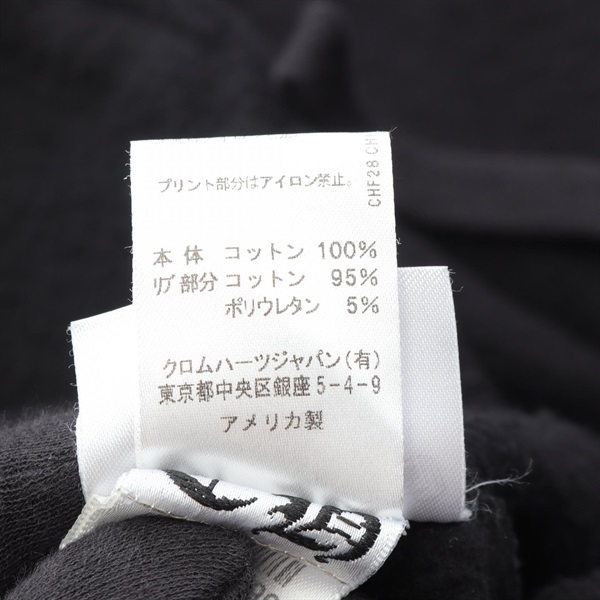 プリント部分はアイロン禁止。
本体 コットン 100%
リブ部分 コットン 95%
ポリウレタン 5%
クロムハーツジャパン(有)
東京都中央区銀座5-4-9
アメリカ製
CHF28 CH